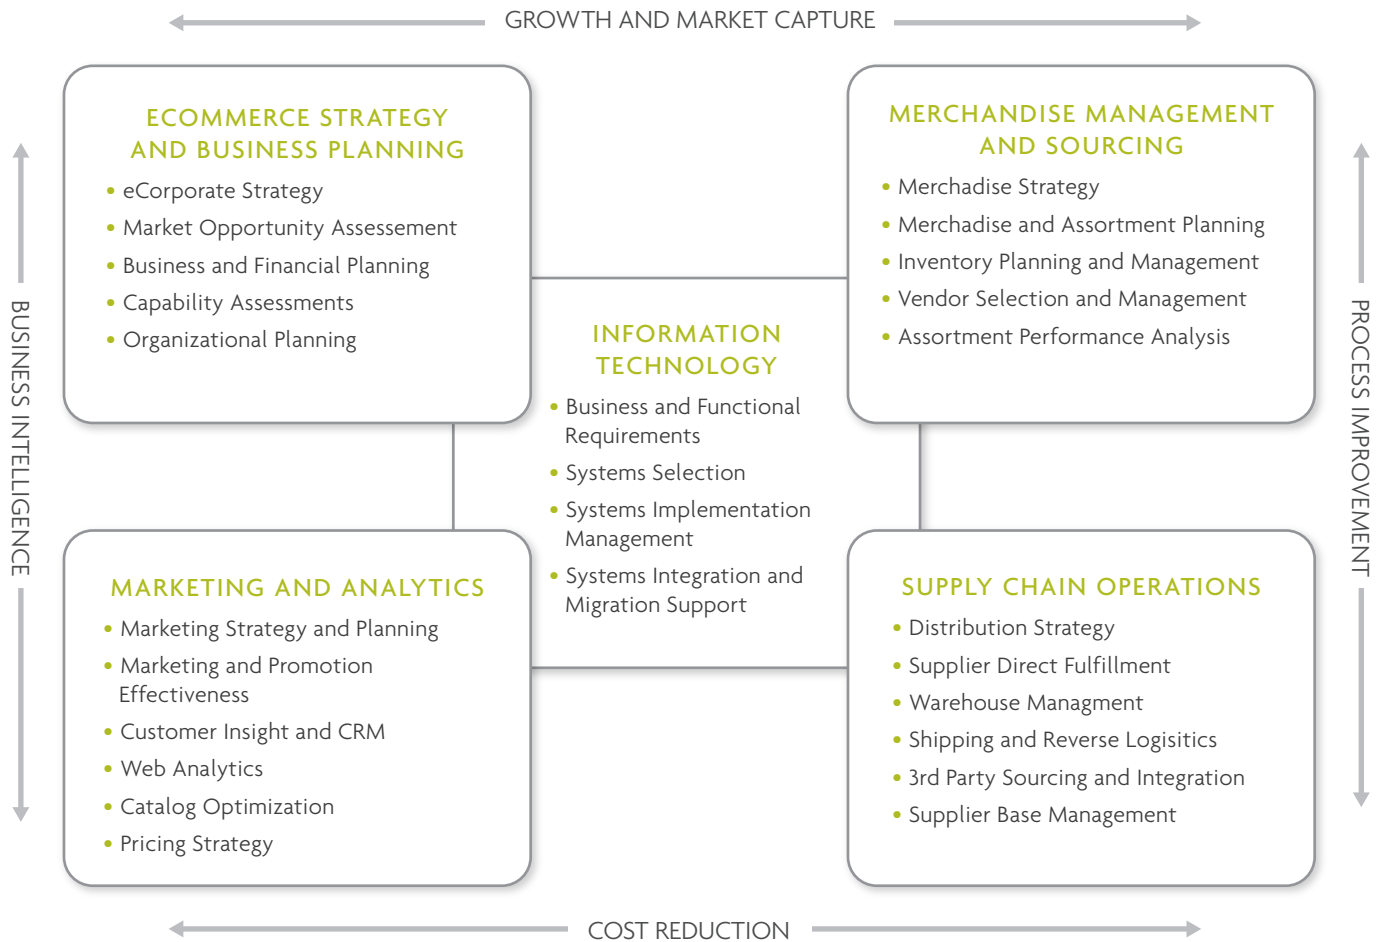 GROWTH AND MARKET CAPTURE
BUSINESS INTELLIGENCE
ECOMMERCE STRATEGY
AND BUSINESS PLANNING
• eCorporate Strategy
• Market Opportunity Assessement
• Business and Financial Planning
• Capability Assessments
• Organizational Planning
MERCHANDISE MANAGEMENT
AND SOURCING
• Merchadise Strategy
• Merchadise and Assortment Planning
• Inventory Planning and Management
• Vendor Selection and Management
• Assortment Performance Analysis
INFORMATION
TECHNOLOGY
• Business and Functional
Requirements
• Systems Selection
• Systems Implementation
Management
• Systems Integration and
Migration Support
MARKETING AND ANALYTICS
• Marketing Strategy and Planning
• Marketing and Promotion
Effectiveness
• Customer Insight and CRM
• Web Analytics
• Catalog Optimization
• Pricing Strategy
SUPPLY CHAIN OPERATIONS
• Distribution Strategy
• Supplier Direct Fulfillment
• Warehouse Managment
• Shipping and Reverse Logisitics
• 3rd Party Sourcing and Integration
• Supplier Base Management
PROCESS IMPROVEMENT
COST REDUCTION